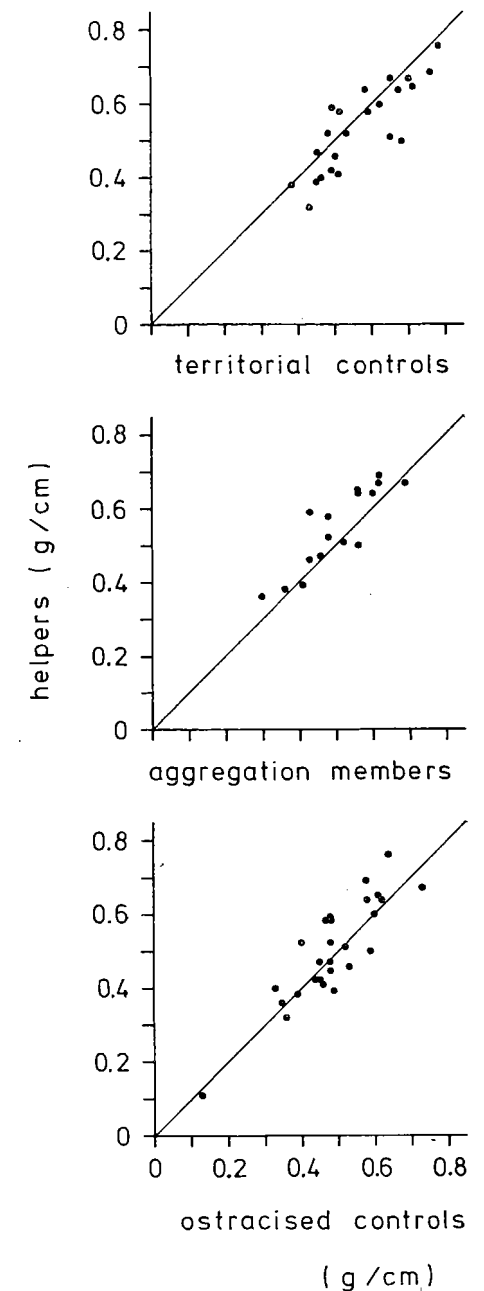 0.8
0.6
0.4
0.2
0
territorial controls
helpers (g/cm)
0.8
0.6
0.4
0.2
0
aggregation members
0.8
0.6
0.4
0.2
0
0 0.2 0.4 0.6 0.8
ostracised controls
(g/cm)